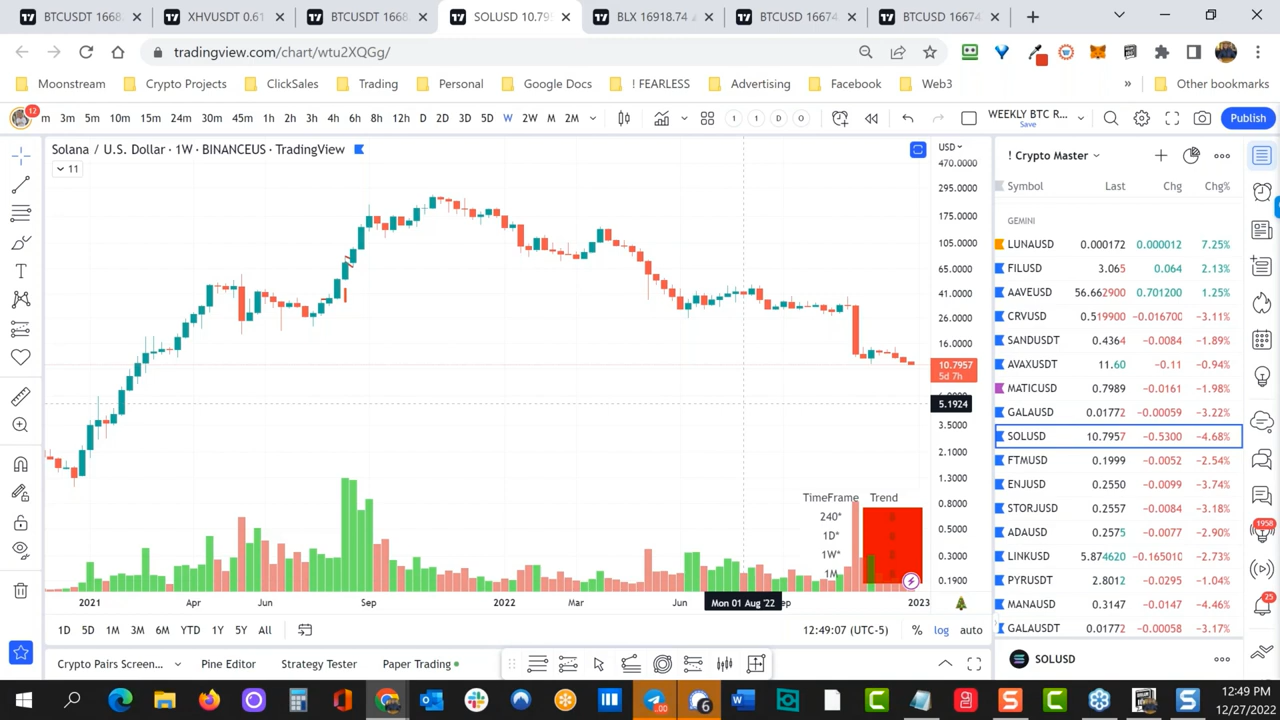 BTCUSDT 1668.
XHVUSDT 0.61
BTCUSDT 1668.
SOLUSD 10.795
BLX 16918.74
BTCUSD 16674
BTCUSD 16674
tradingview.com/chart/wtu2XQGg/
Moonstream
Crypto Projects
ClickSales
Trading
Personal
Google Docs
! FEARLESS
Advertising
Facebook
Web3
»
Other bookmarks
12
m 3m 5m 10m 15m 24m 30m 45m 1h 2h 3h 4h 6h 8h 12h D 2D 3D 5D W 2W M 2M
1 1 D O
WEEKLY BTC R...
Save
Publish
Solana / U.S. Dollar · 1W · BINANCEUS · TradingView
11
USD
470.0000
295.0000
175.0000
105.0000
65.0000
41.0000
26.0000
16.0000
10.7957
5d 7h
5.1924
3.5000
2.1000
1.3000
0.8000
0.5000
0.3000
0.1900
TimeFrame Trend
240*
1D*
1W*
1M
2021 Apr Jun Sep 2022 Mar Jun Mon 01 Aug '22 ep 2023
1D 5D 1M 3M 6M YTD 1Y 5Y All
12:49:07 (UTC-5) % log auto
Crypto Pairs Screen...
Pine Editor
Strategy Tester
Paper Trading
! Crypto Master
Symbol Last Chg Chg%
GEMINI
LUNAUSD 0.000172 0.000012 7.25%
FILUSD 3.065 0.064 2.13%
AAVEUSD 56.662900 0.701200 1.25%
CRVUSD 0.519900 −0.016700 −3.11%
SANDUSDT 0.4364 −0.0084 −1.89%
AVAXUSDT 11.60 −0.11 −0.94%
MATICUSD 0.7989 −0.0161 −1.98%
GALAUSD 0.01772 −0.00059 −3.22%
SOLUSD 10.7957 −0.5300 −4.68%
FTMUSD 0.1999 −0.0052 −2.54%
ENJUSD 0.2550 −0.0099 −3.74%
STORJUSD 0.2557 −0.0084 −3.18%
ADAUSD 0.2575 −0.0077 −2.90%
LINKUSD 5.874620 −0.165010 −2.73%
PYRUSDT 2.8012 −0.0295 −1.04%
MANAUSD 0.3147 −0.0147 −4.46%
GALAUSDT 0.01772 −0.00058 −3.17%
SOLUSD
1958
25
2.00
6
12:49 PM
12/27/2022